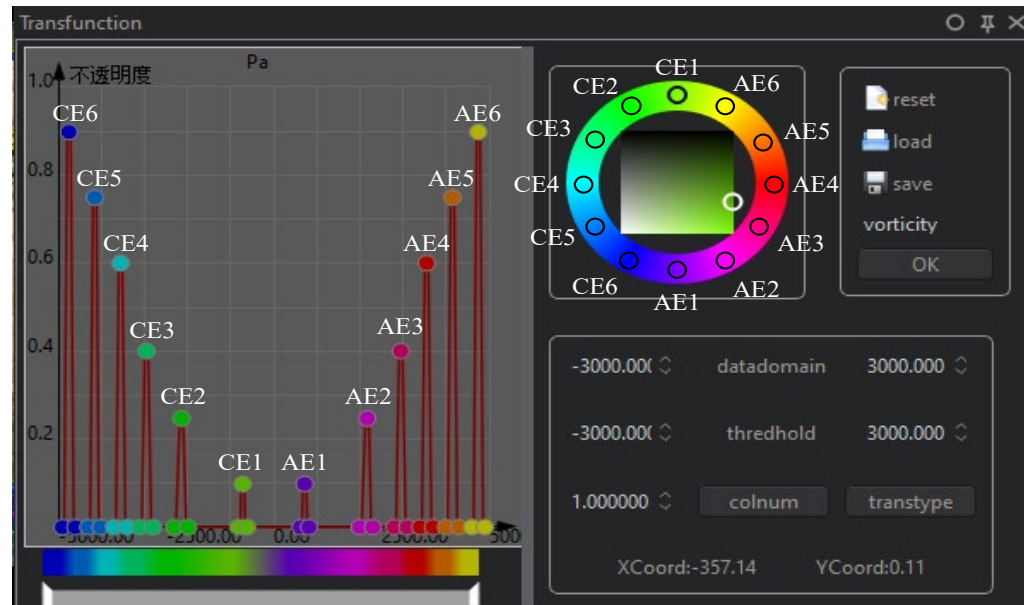 Transfunction
Pa
1.0
不透明度
CE6
AE6
0.8
CE5
AE5
CE4
AE4
0.6
CE3
AE3
0.4
CE2
AE2
0.2
CE1
AE1
-5000.00
-2500.00
0.00
2500.00
500
CE1
CE2
AE6
CE3
AE5
CE4
AE4
CE5
AE3
CE6
AE2
AE1
reset
load
save
vorticity
OK
-3000.00( datadomain 3000.000
-3000.00( thredhold 3000.000
1.000000 colnum transtype
XCoord:-357.14 YCoord:0.11